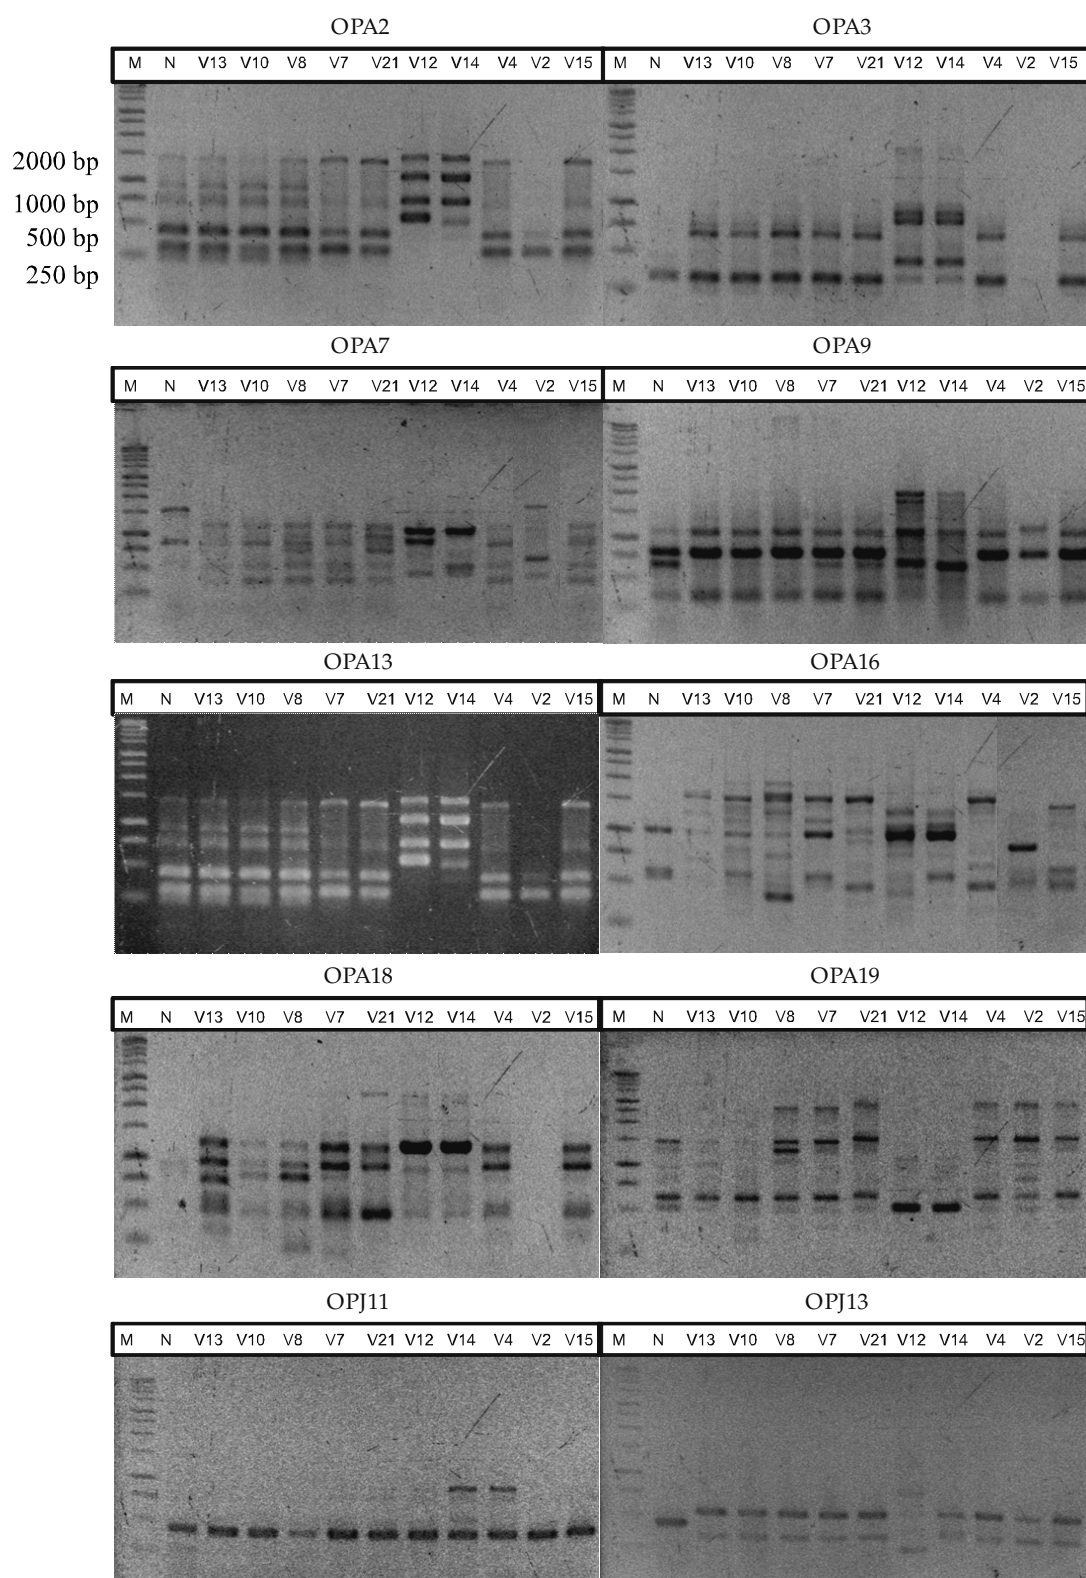 OPA2 OPA3
M N V13 V10 V8 V7 V21 V12 V14 V4 V2 V15 M N V13 V10 V8 V7 V21 V12 V14 V4 V2 V15
2000 bp
1000 bp
500 bp
250 bp
OPA7 OPA9
M N V13 V10 V8 V7 V21 V12 V14 V4 V2 V15 M N V13 V10 V8 V7 V21 V12 V14 V4 V2 V15
OPA13 OPA16
M N V13 V10 V8 V7 V21 V12 V14 V4 V2 V15 M N V13 V10 V8 V7 V21 V12 V14 V4 V2 V15
OPA18 OPA19
M N V13 V10 V8 V7 V21 V12 V14 V4 V2 V15 M N V13 V10 V8 V7 V21 V12 V14 V4 V2 V15
OPJ11 OPJ13
M N V13 V10 V8 V7 V21 V12 V14 V4 V2 V15 M N V13 V10 V8 V7 V21 V12 V14 V4 V2 V15